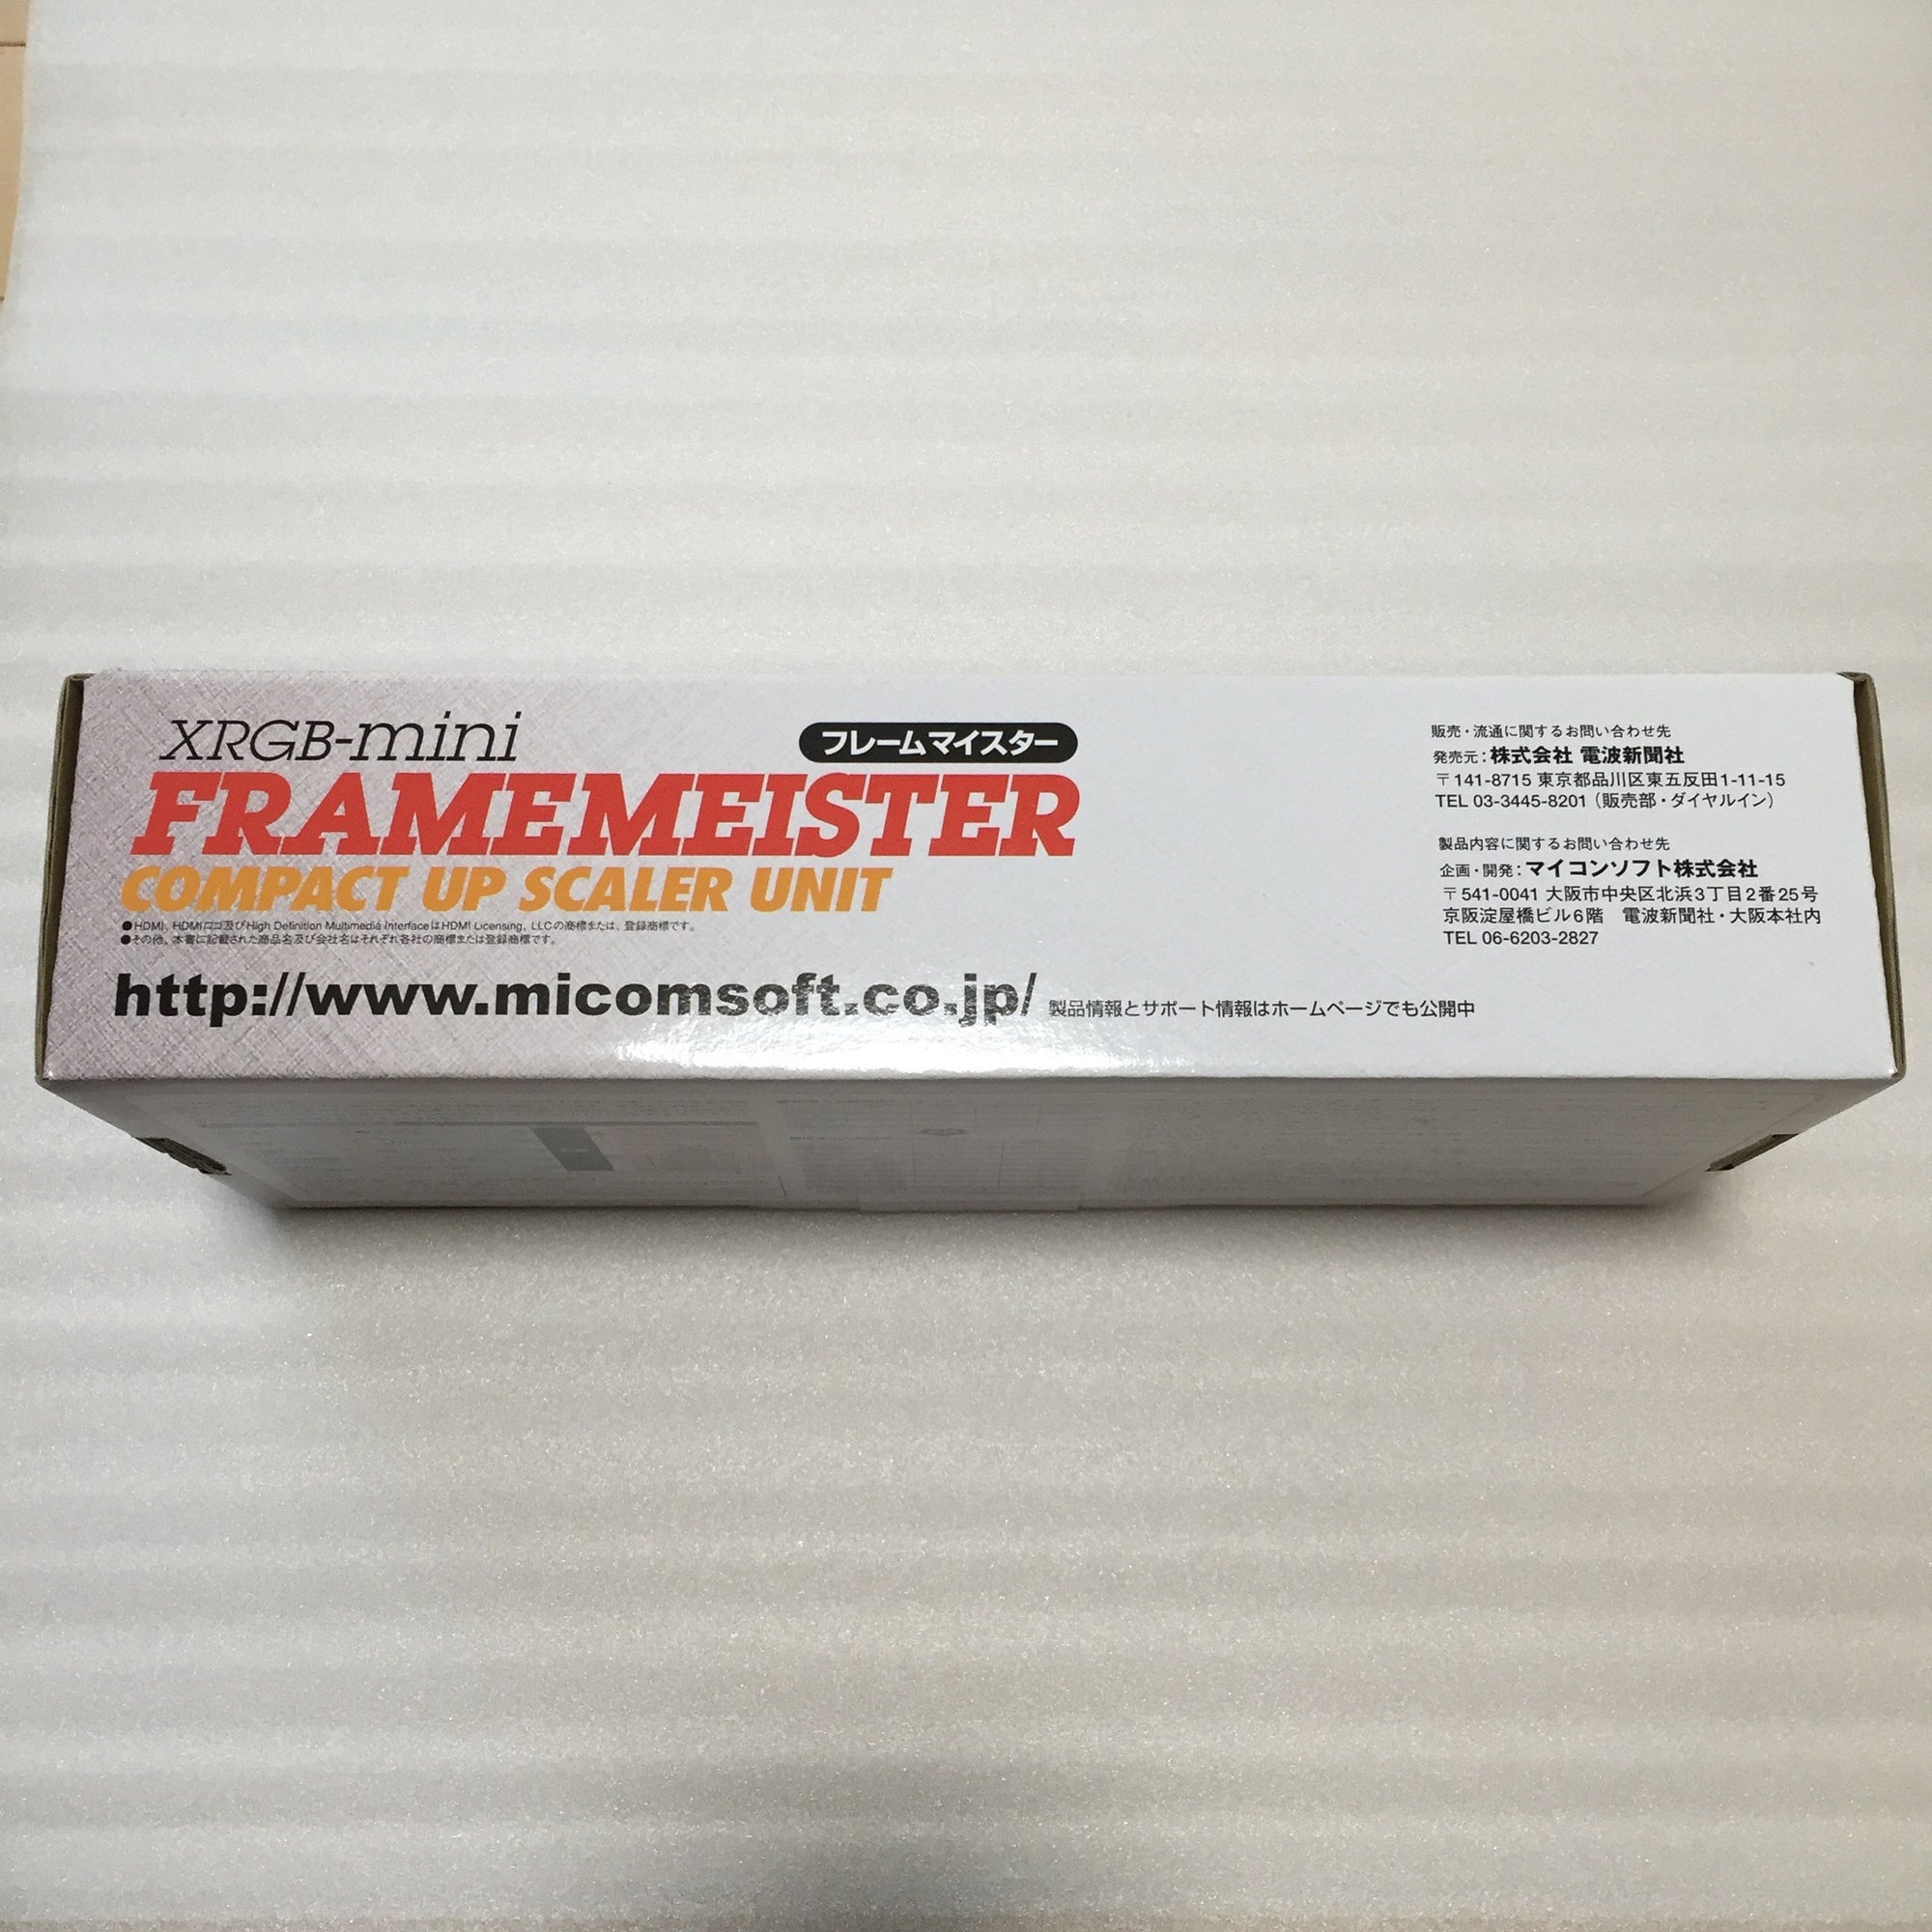 XRGB-mini
フレームマイスター
FRAMEMEISTER
COMPACT UP SCALER UNIT
●HDMI、HDMIロゴ及びHigh Definition Multimedia InterfaceはHDMI Licensing, LLCの商標または、登録商標です。
●その他、本書に記載された商品名及び会社名はそれぞれ各社の商標または登録商標です。
http://www.micomsoft.co.jp/ 製品情報とサポート情報はホームページでも公開中
販売・流通に関するお問い合わせ先
発売元：株式会社 電波新聞社
〒141-8715 東京都品川区東五反田1-11-15
TEL 03-3445-8201（販売部・ダイヤルイン）
製品内容に関するお問い合わせ先
企画・開発：マイコンソフト株式会社
〒541-0041 大阪市中央区北浜3丁目2番25号
京阪淀屋橋ビル6階 電波新聞社・大阪本社内
TEL 06-6203-2827